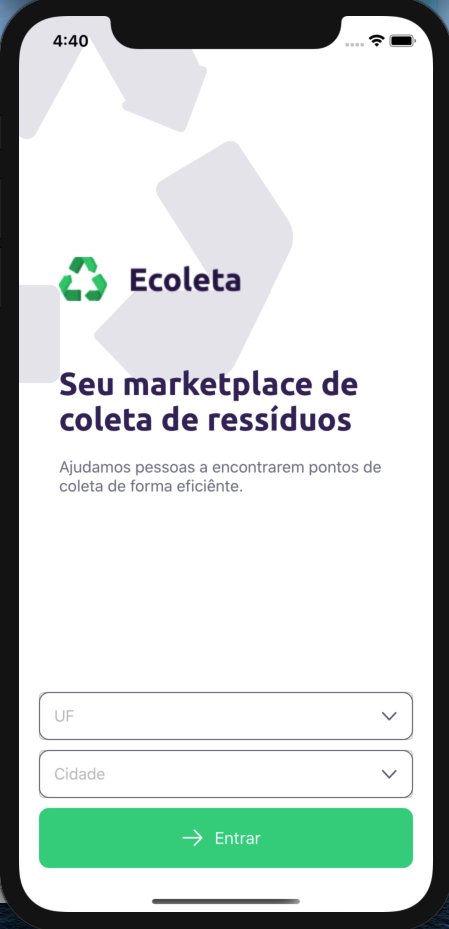 4:40
Ecoleta
Seu marketplace de
coleta de ressíduos
Ajudamos pessoas a encontrarem pontos de
coleta de forma eficiênte.
UF
Cidade
Entrar